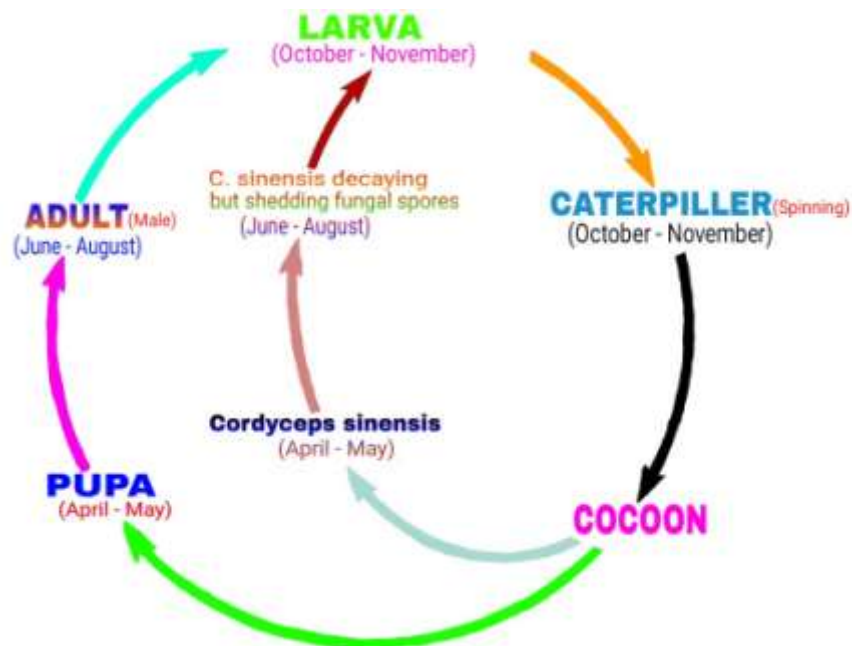 LARVA
(October - November)
C. sinensis decaying
but shedding fungal spores
(June - August)
ADULT(Male)
(June - August)
CATERPILLER(Spinning)
(October - November)
Cordyceps sinensis
(April - May)
PUPA
(April - May)
COCOON